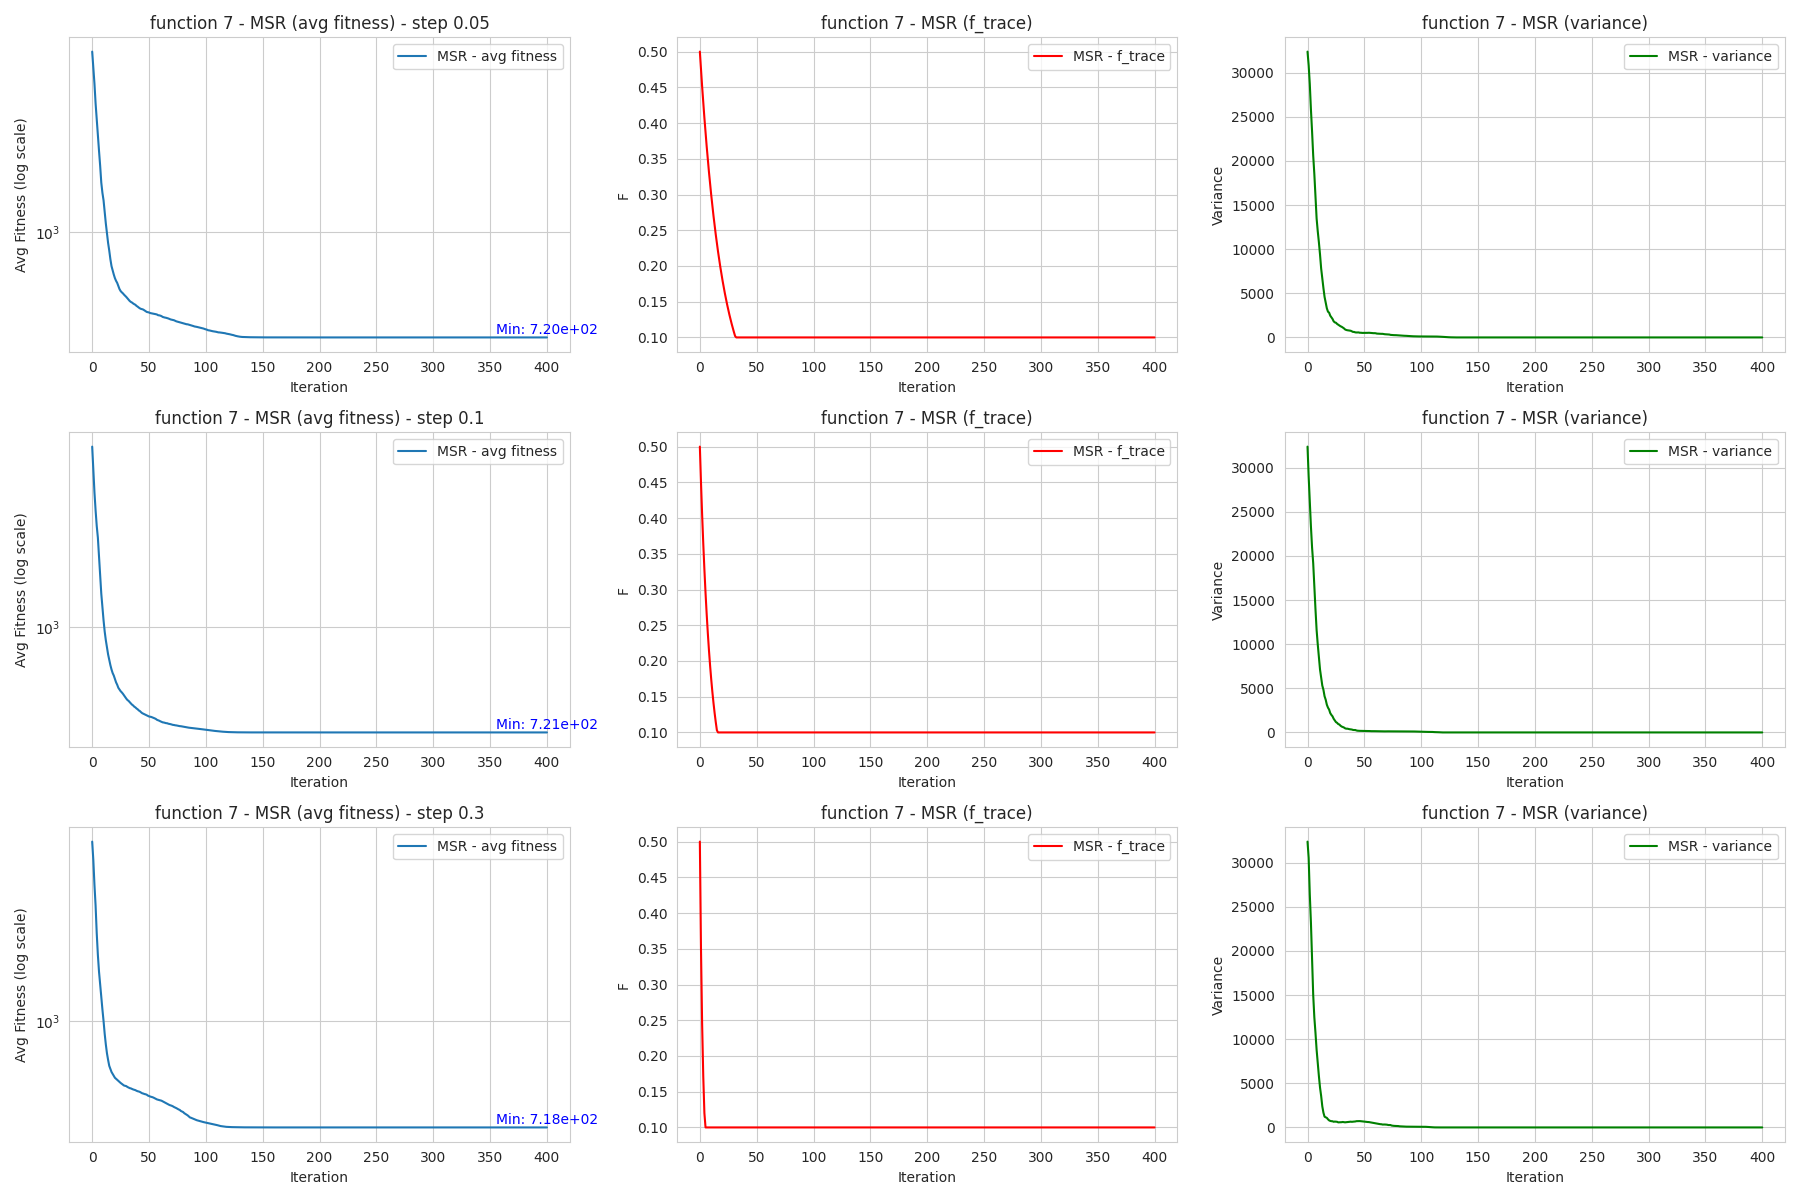 function 7 - MSR (avg fitness) - step 0.05
MSR - avg fitness
Avg Fitness (log scale)
10³
Min: 7.20e+02
0 50 100 150 200 250 300 350 400
Iteration
function 7 - MSR (f_trace)
MSR - f_trace
F
0.50
0.45
0.40
0.35
0.30
0.25
0.20
0.15
0.10
0 50 100 150 200 250 300 350 400
Iteration
function 7 - MSR (variance)
MSR - variance
Variance
30000
25000
20000
15000
10000
5000
0
0 50 100 150 200 250 300 350 400
Iteration
function 7 - MSR (avg fitness) - step 0.1
MSR - avg fitness
Avg Fitness (log scale)
10³
Min: 7.21e+02
0 50 100 150 200 250 300 350 400
Iteration
function 7 - MSR (f_trace)
MSR - f_trace
F
0.50
0.45
0.40
0.35
0.30
0.25
0.20
0.15
0.10
0 50 100 150 200 250 300 350 400
Iteration
function 7 - MSR (variance)
MSR - variance
Variance
30000
25000
20000
15000
10000
5000
0
0 50 100 150 200 250 300 350 400
Iteration
function 7 - MSR (avg fitness) - step 0.3
MSR - avg fitness
Avg Fitness (log scale)
10³
Min: 7.18e+02
0 50 100 150 200 250 300 350 400
Iteration
function 7 - MSR (f_trace)
MSR - f_trace
F
0.50
0.45
0.40
0.35
0.30
0.25
0.20
0.15
0.10
0 50 100 150 200 250 300 350 400
Iteration
function 7 - MSR (variance)
MSR - variance
Variance
30000
25000
20000
15000
10000
5000
0
0 50 100 150 200 250 300 350 400
Iteration